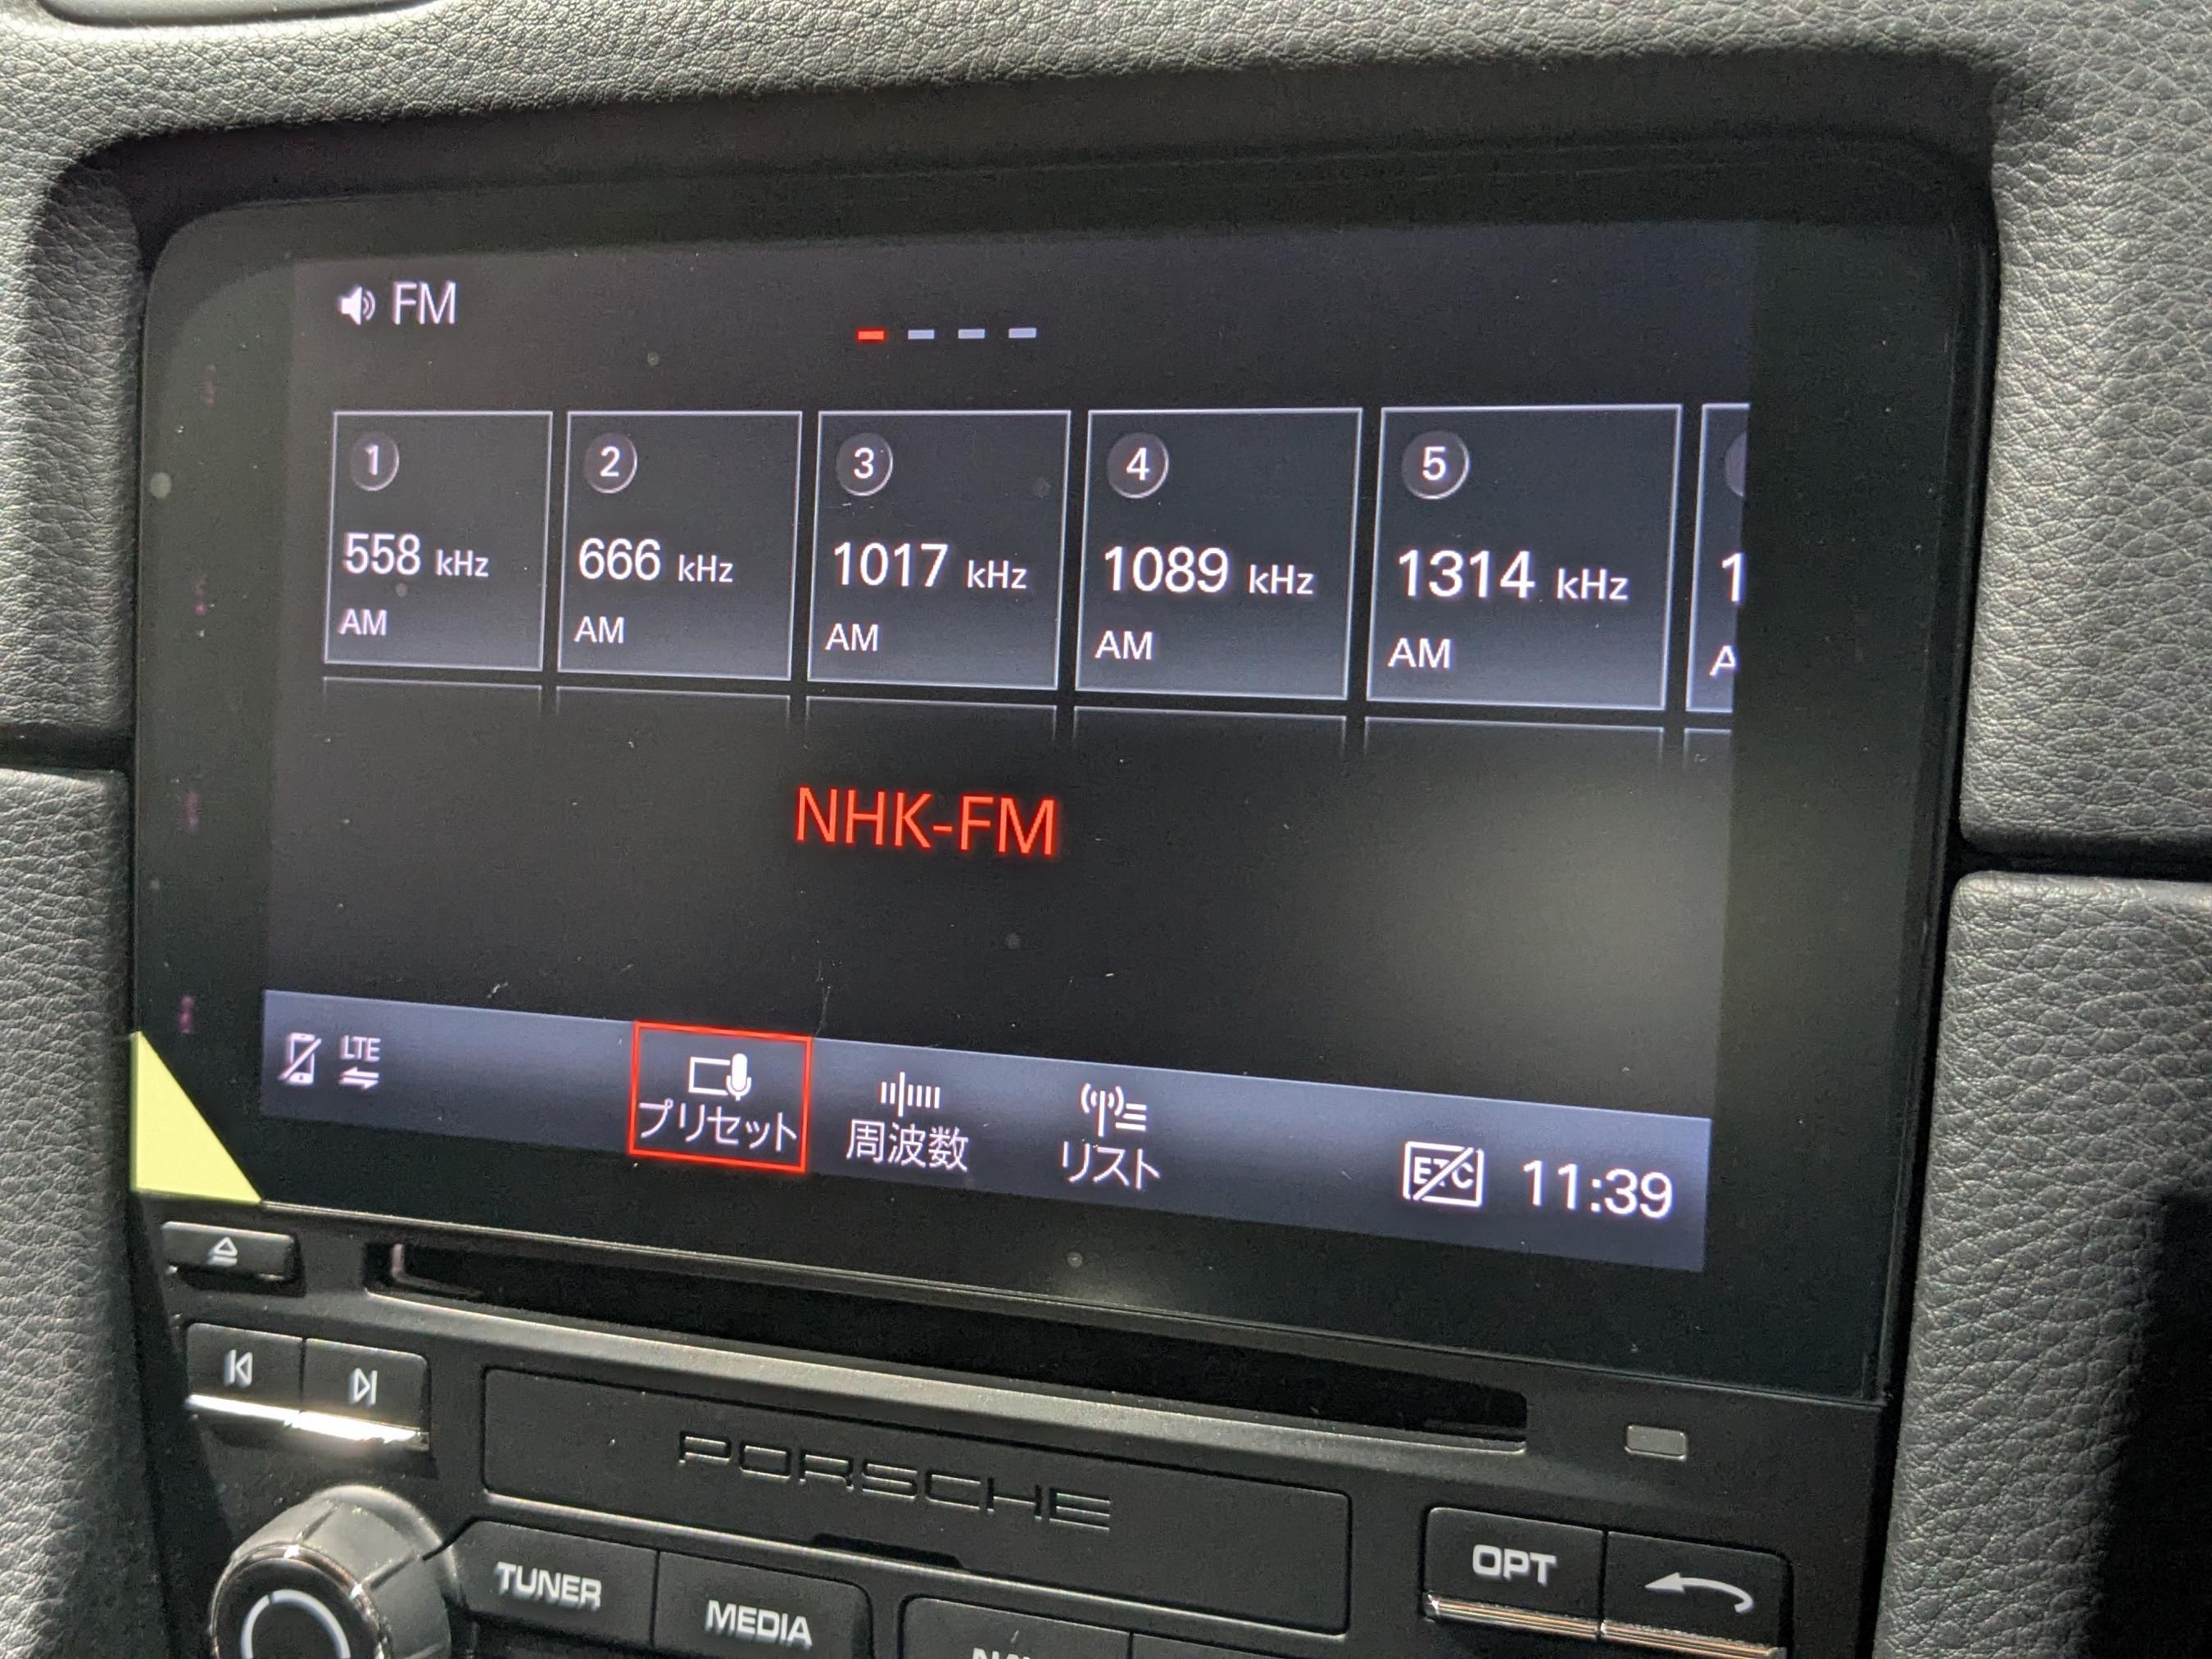 FM
1 2 3 4 5
558 kHz 666 kHz 1017 kHz 1089 kHz 1314 kHz 1
AM AM AM AM AM A
NHK-FM
LTE
プリセット 周波数 リスト
ETC 11:39
PORSCHE
TUNER MEDIA OPT